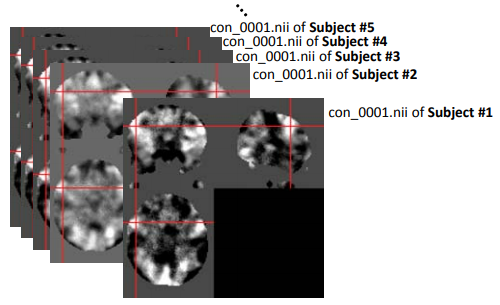 con_0001.nii of Subject #5
con_0001.nii of Subject #4
con_0001.nii of Subject #3
con_0001.nii of Subject #2
con_0001.nii of Subject #1